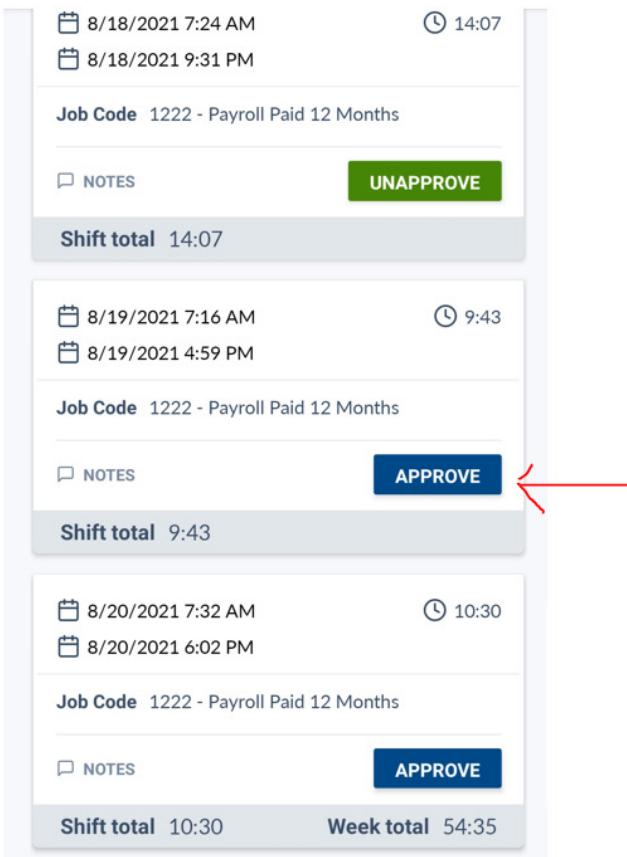 8/18/2021 7:24 AM 14:07
8/18/2021 9:31 PM
Job Code 1222 - Payroll Paid 12 Months
NOTES UNAPPROVE
Shift total 14:07
8/19/2021 7:16 AM 9:43
8/19/2021 4:59 PM
Job Code 1222 - Payroll Paid 12 Months
NOTES APPROVE
Shift total 9:43
8/20/2021 7:32 AM 10:30
8/20/2021 6:02 PM
Job Code 1222 - Payroll Paid 12 Months
NOTES APPROVE
Shift total 10:30 Week total 54:35